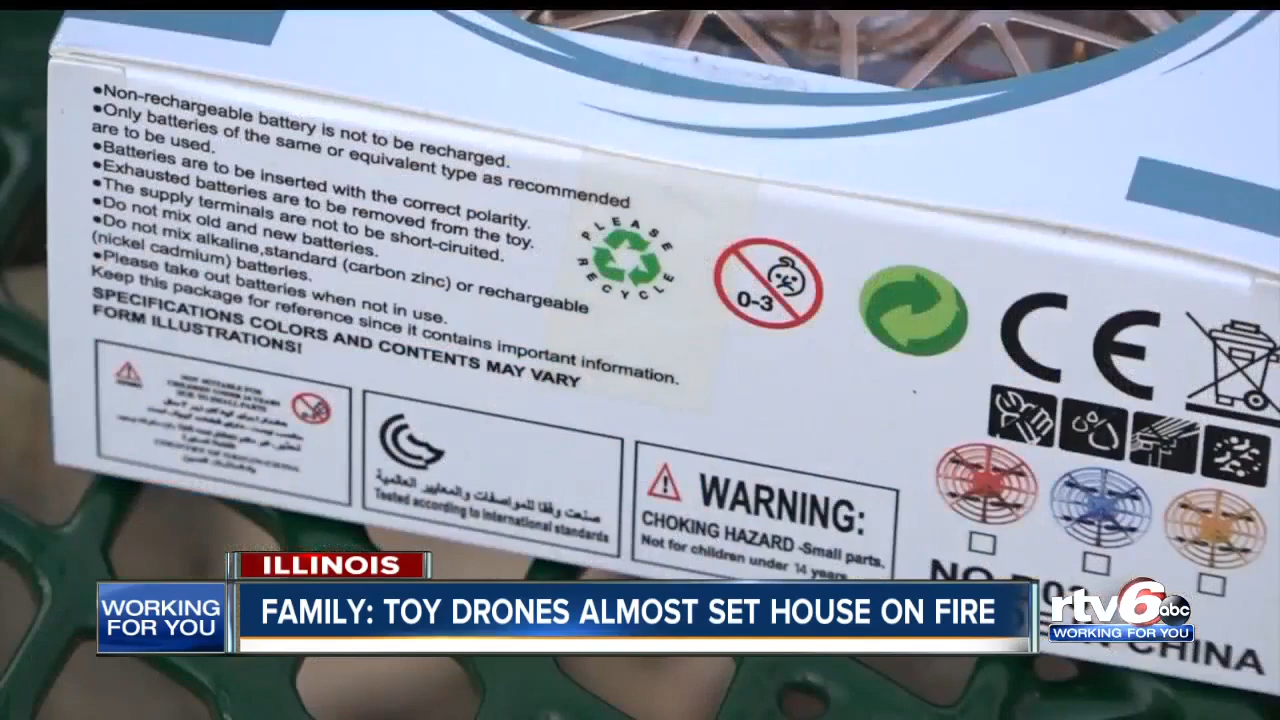 •Non-rechargeable battery is not to be recharged.
•Only batteries of the same or equivalent type as recommended
are to be used.
•Batteries are to be inserted with the correct polarity.
•Exhausted batteries are to be removed from the toy.
•The supply terminals are not to be short-ciruited.
•Do not mix old and new batteries.
•Do not mix alkaline,standard (carbon zinc) or rechargeable
(nickel cadmium) batteries.
•Please take out batteries when not in use.
Keep this package for reference since it contains important information.
SPECIFICATIONS COLORS AND CONTENTS MAY VARY
FORM ILLUSTRATIONS!
PLEASE
RECYCLE
0-3
CE
صنعت وفقا للمواصفات والمعايير العالمية
Tested according to international standards
WARNING:
CHOKING HAZARD -Small parts.
Not for children under 14 years
NO
CHINA
ILLINOIS
WORKING
FOR YOU
FAMILY: TOY DRONES ALMOST SET HOUSE ON FIRE
rtv6 abc
WORKING FOR YOU